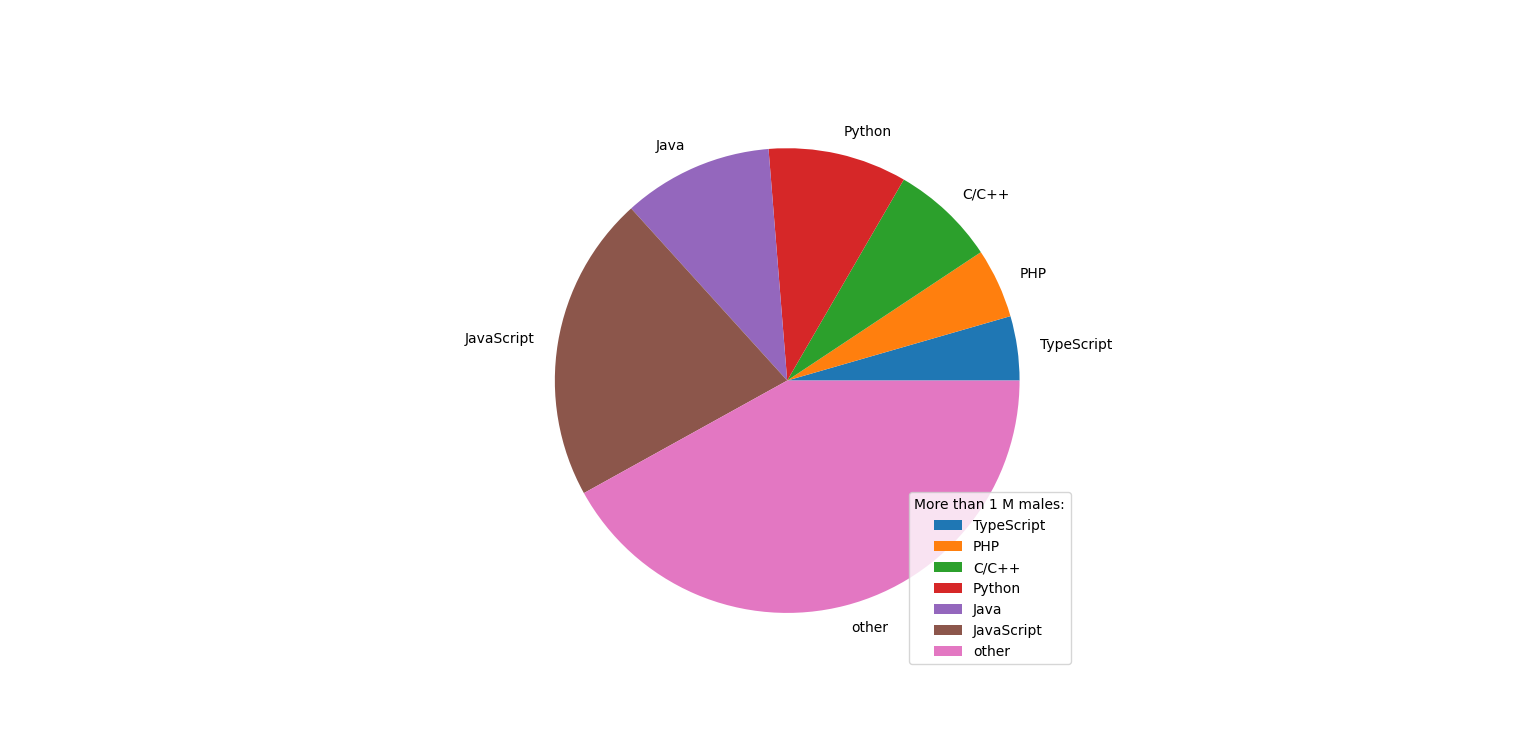 Python
Java
C/C++
PHP
JavaScript
TypeScript
other
More than 1 M males:
TypeScript
PHP
C/C++
Python
Java
JavaScript
other